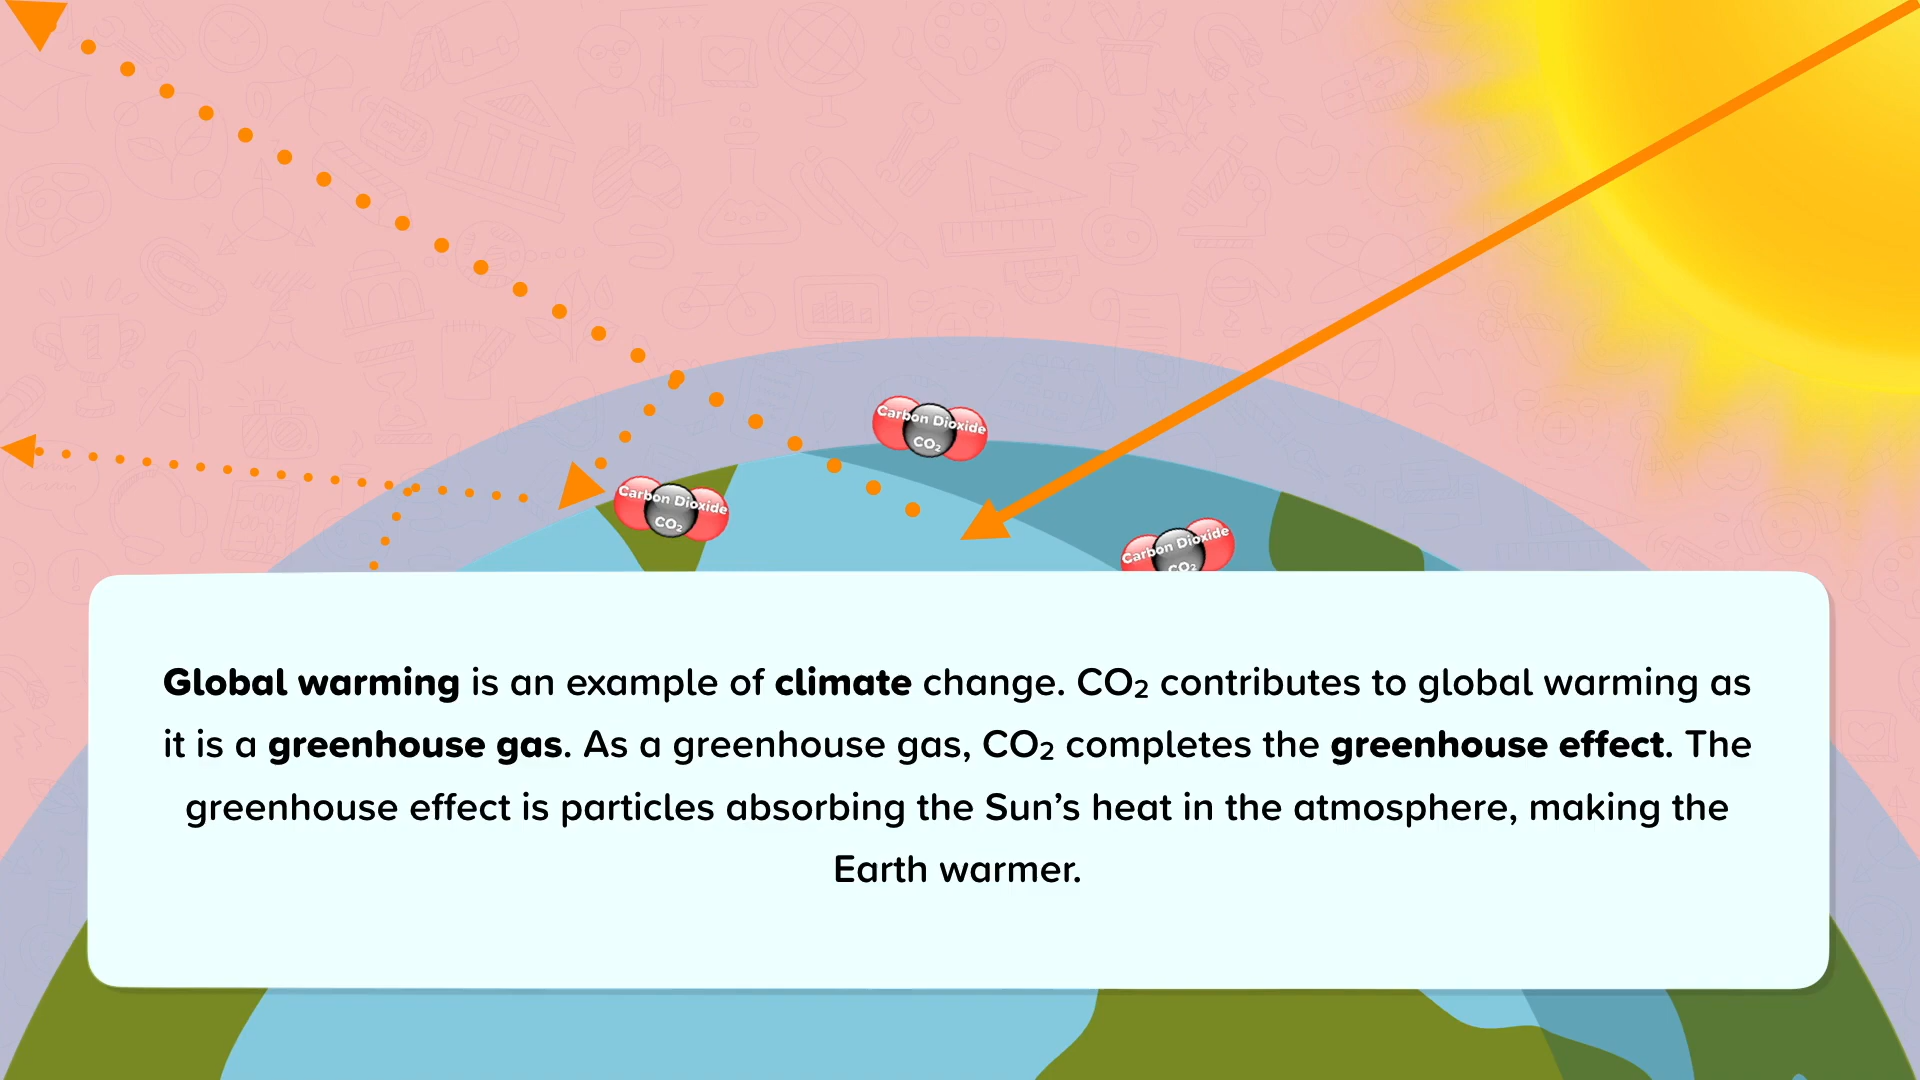 Carbon Dioxide
CO₂
Carbon Dioxide
CO₂
Carbon Dioxide
CO₂
Global warming is an example of climate change. CO₂ contributes to global warming as
it is a greenhouse gas. As a greenhouse gas, CO₂ completes the greenhouse effect. The
greenhouse effect is particles absorbing the Sun’s heat in the atmosphere, making the
Earth warmer.